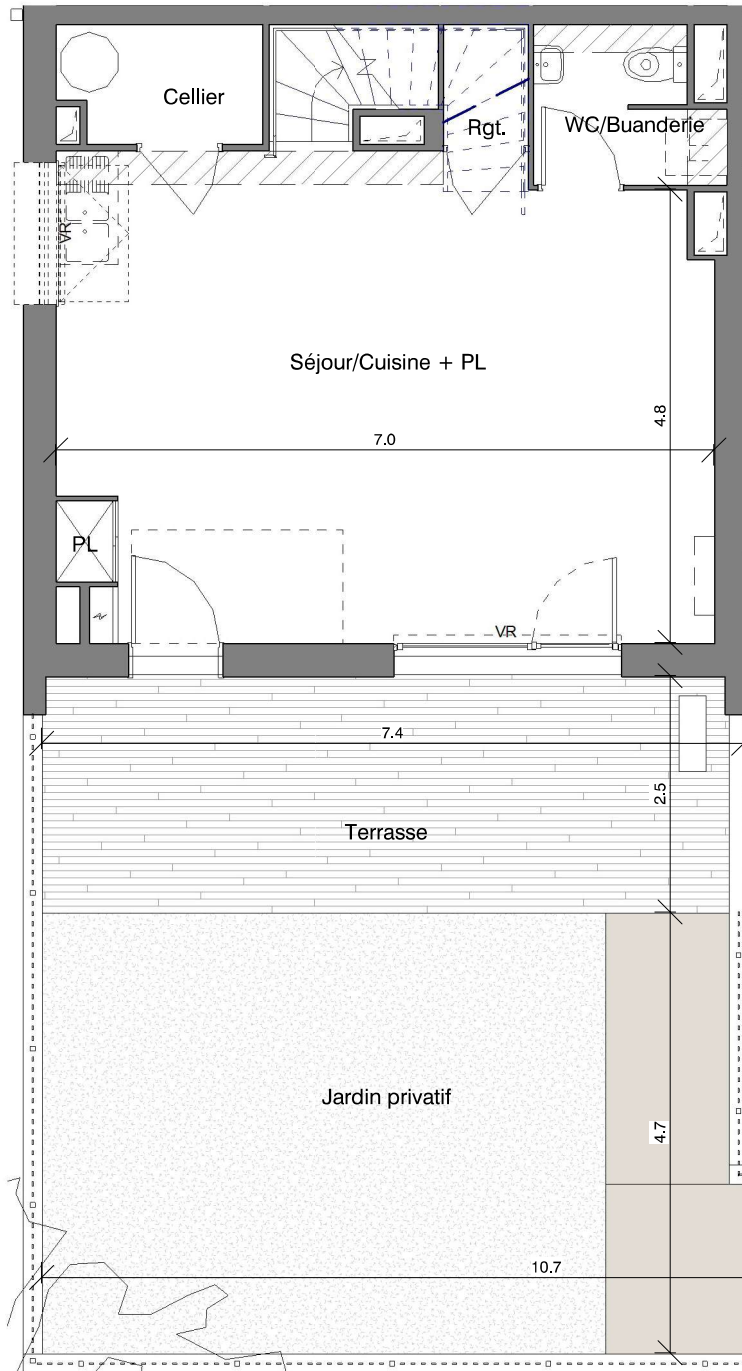 Cellier
Rgt.
WC/Buanderie
VR
Séjour/Cuisine + PL
4.8
7.0
PL
VR
7.4
2.5
Terrasse
Jardin privatif
4.7
10.7